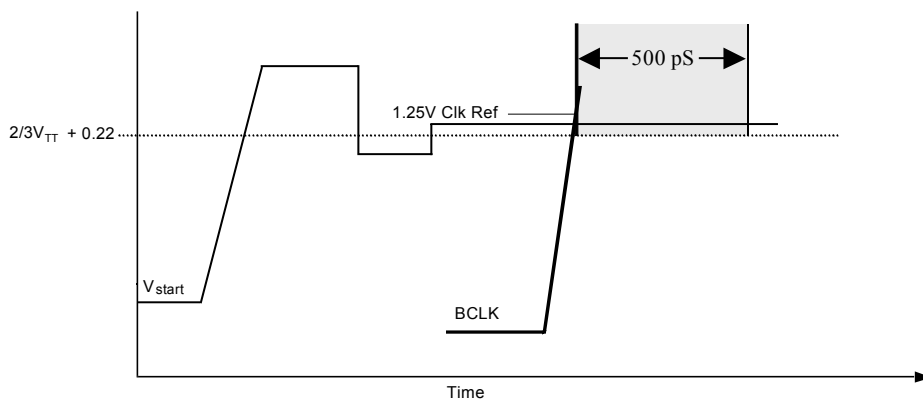 500 pS
1.25V Clk Ref
2/3VTT + 0.22
Vstart
BCLK
Time